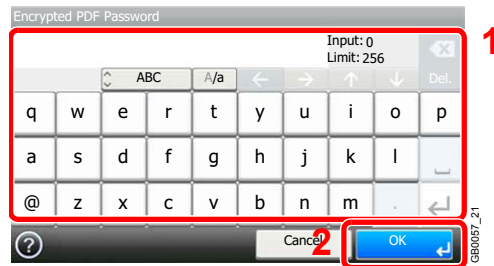 Encrypted PDF Password
1
Input: 0
Limit: 256
ABC A/a ← → ↑ ↓ Del.
q w e r t y u i o p
a s d f g h j k l
@ z x c v b n m .
? 2 Cancel OK
GB0057_21